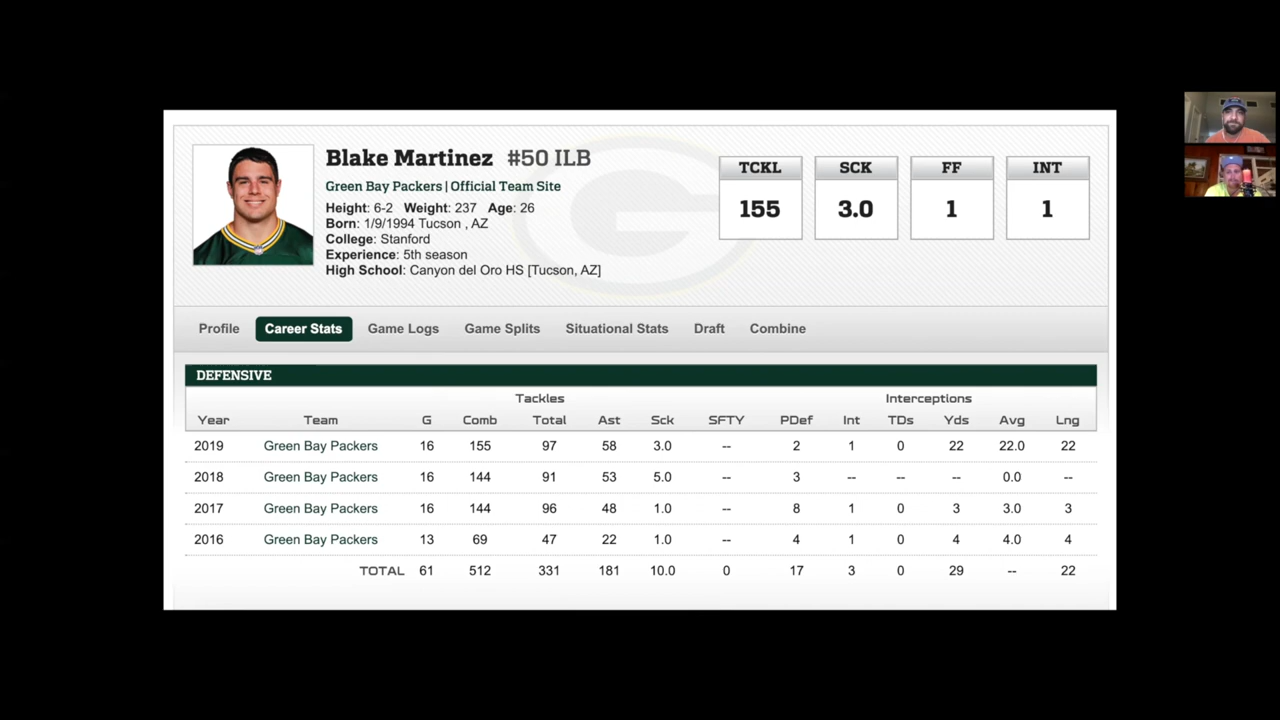 Blake Martinez #50 ILB
Green Bay Packers | Official Team Site
Height: 6-2 Weight: 237 Age: 26
Born: 1/9/1994 Tucson , AZ
College: Stanford
Experience: 5th season
High School: Canyon del Oro HS [Tucson, AZ]
TCKL SCK FF INT
155 3.0 1 1
G
Profile Career Stats Game Logs Game Splits Situational Stats Draft Combine
DEFENSIVE
Tackles Interceptions
Year Team G Comb Total Ast Sck SFTY PDef Int TDs Yds Avg Lng
2019 Green Bay Packers 16 155 97 58 3.0 -- 2 1 0 22 22.0 22
2018 Green Bay Packers 16 144 91 53 5.0 -- 3 -- -- -- 0.0 --
2017 Green Bay Packers 16 144 96 48 1.0 -- 8 1 0 3 3.0 3
2016 Green Bay Packers 13 69 47 22 1.0 -- 4 1 0 4 4.0 4
TOTAL 61 512 331 181 10.0 0 17 3 0 29 -- 22